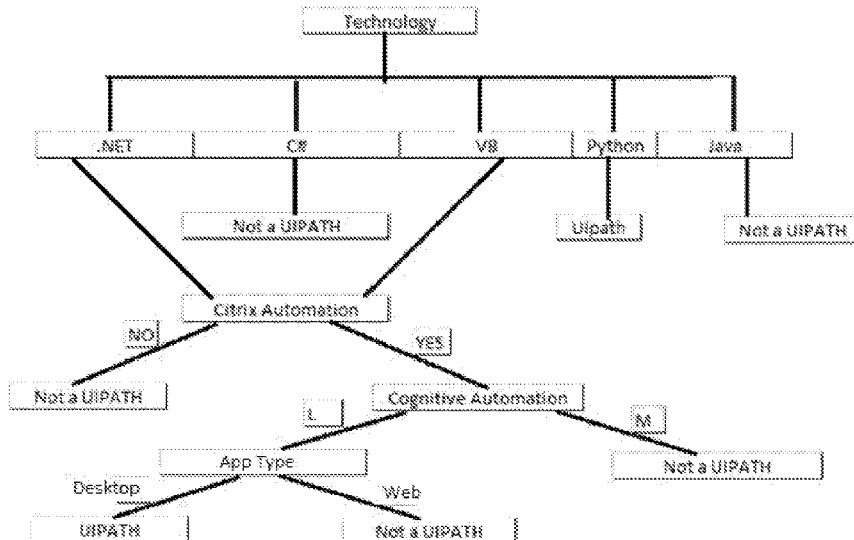 Technology
.NET C# VB Python Java
Not a UIPATH Uipath Not a UIPATH
Citrix Automation
NO YES
Not a UIPATH Cognitive Automation
L M
App Type Not a UIPATH
Desktop Web
UIPATH Not a UIPATH